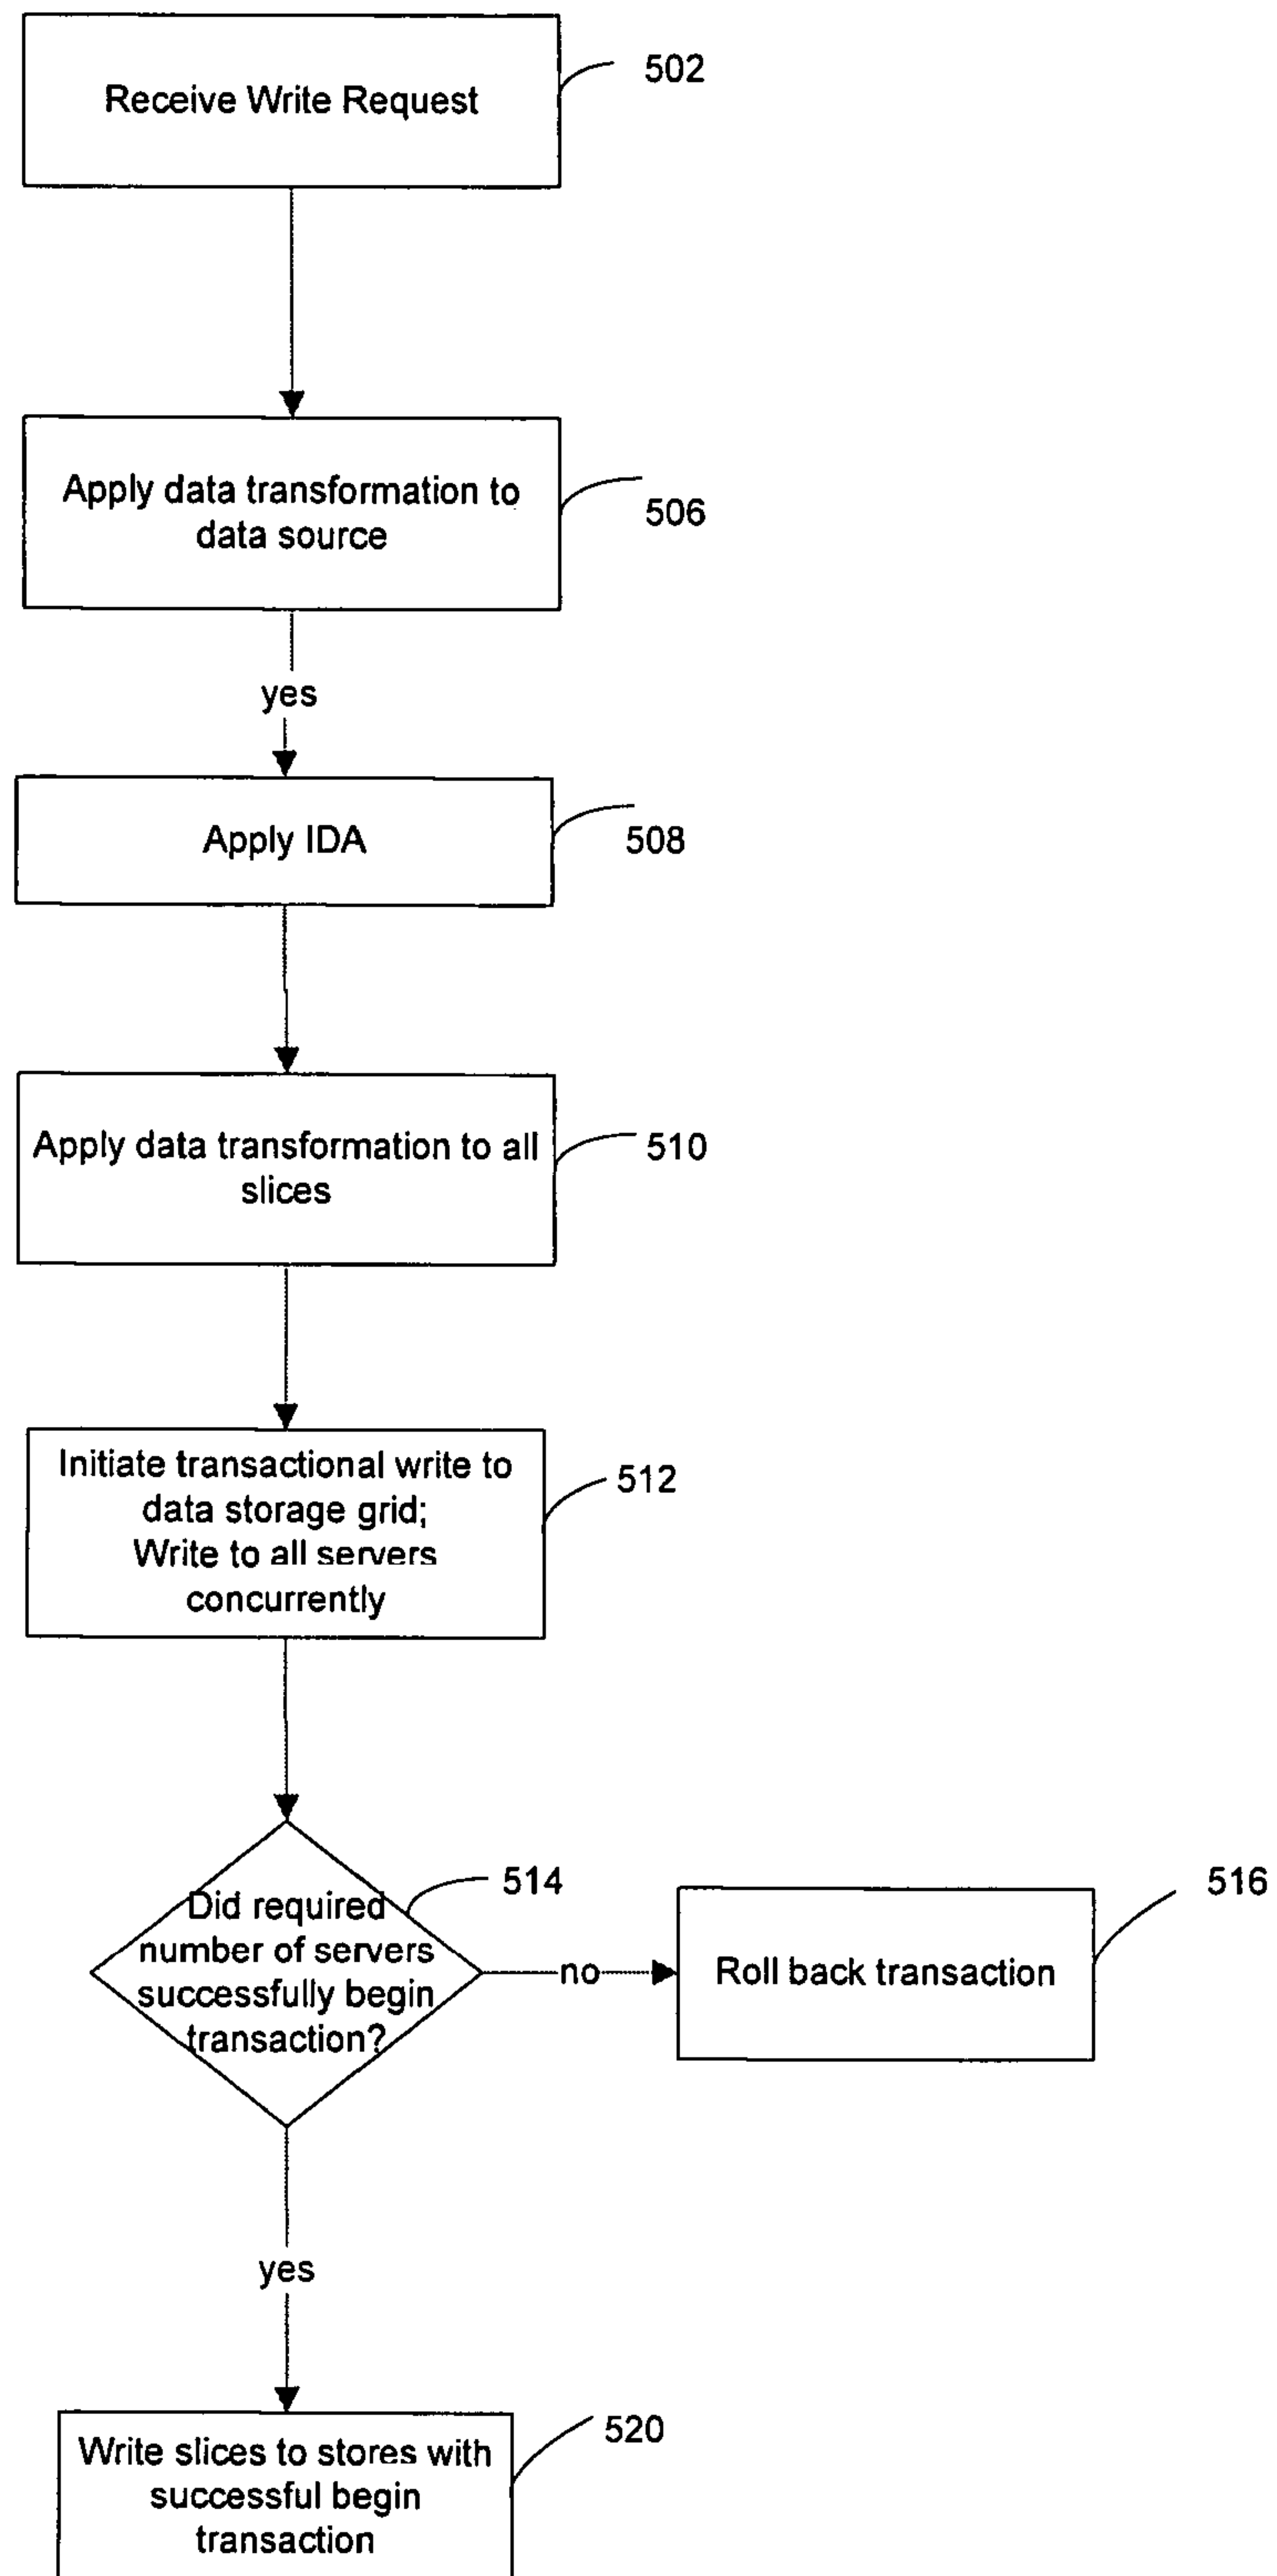 Receive Write Request
502
Apply data transformation to
data source
506
yes
Apply IDA
508
Apply data transformation to all
slices
510
Initiate transactional write to
data storage grid;
Write to all servers
concurrently
512
Did required
number of servers
successfully begin
transaction?
514
no
Roll back transaction
516
yes
Write slices to stores with
successful begin
transaction
520